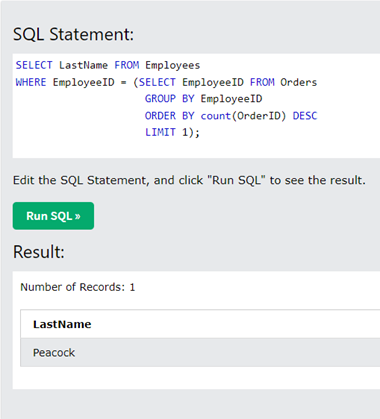 SQL Statement:
SELECT LastName FROM Employees
WHERE EmployeeID = (SELECT EmployeeID FROM Orders
GROUP BY EmployeeID
ORDER BY count(OrderID) DESC
LIMIT 1);
Edit the SQL Statement, and click "Run SQL" to see the result.
Run SQL »
Result:
Number of Records: 1
LastName
Peacock